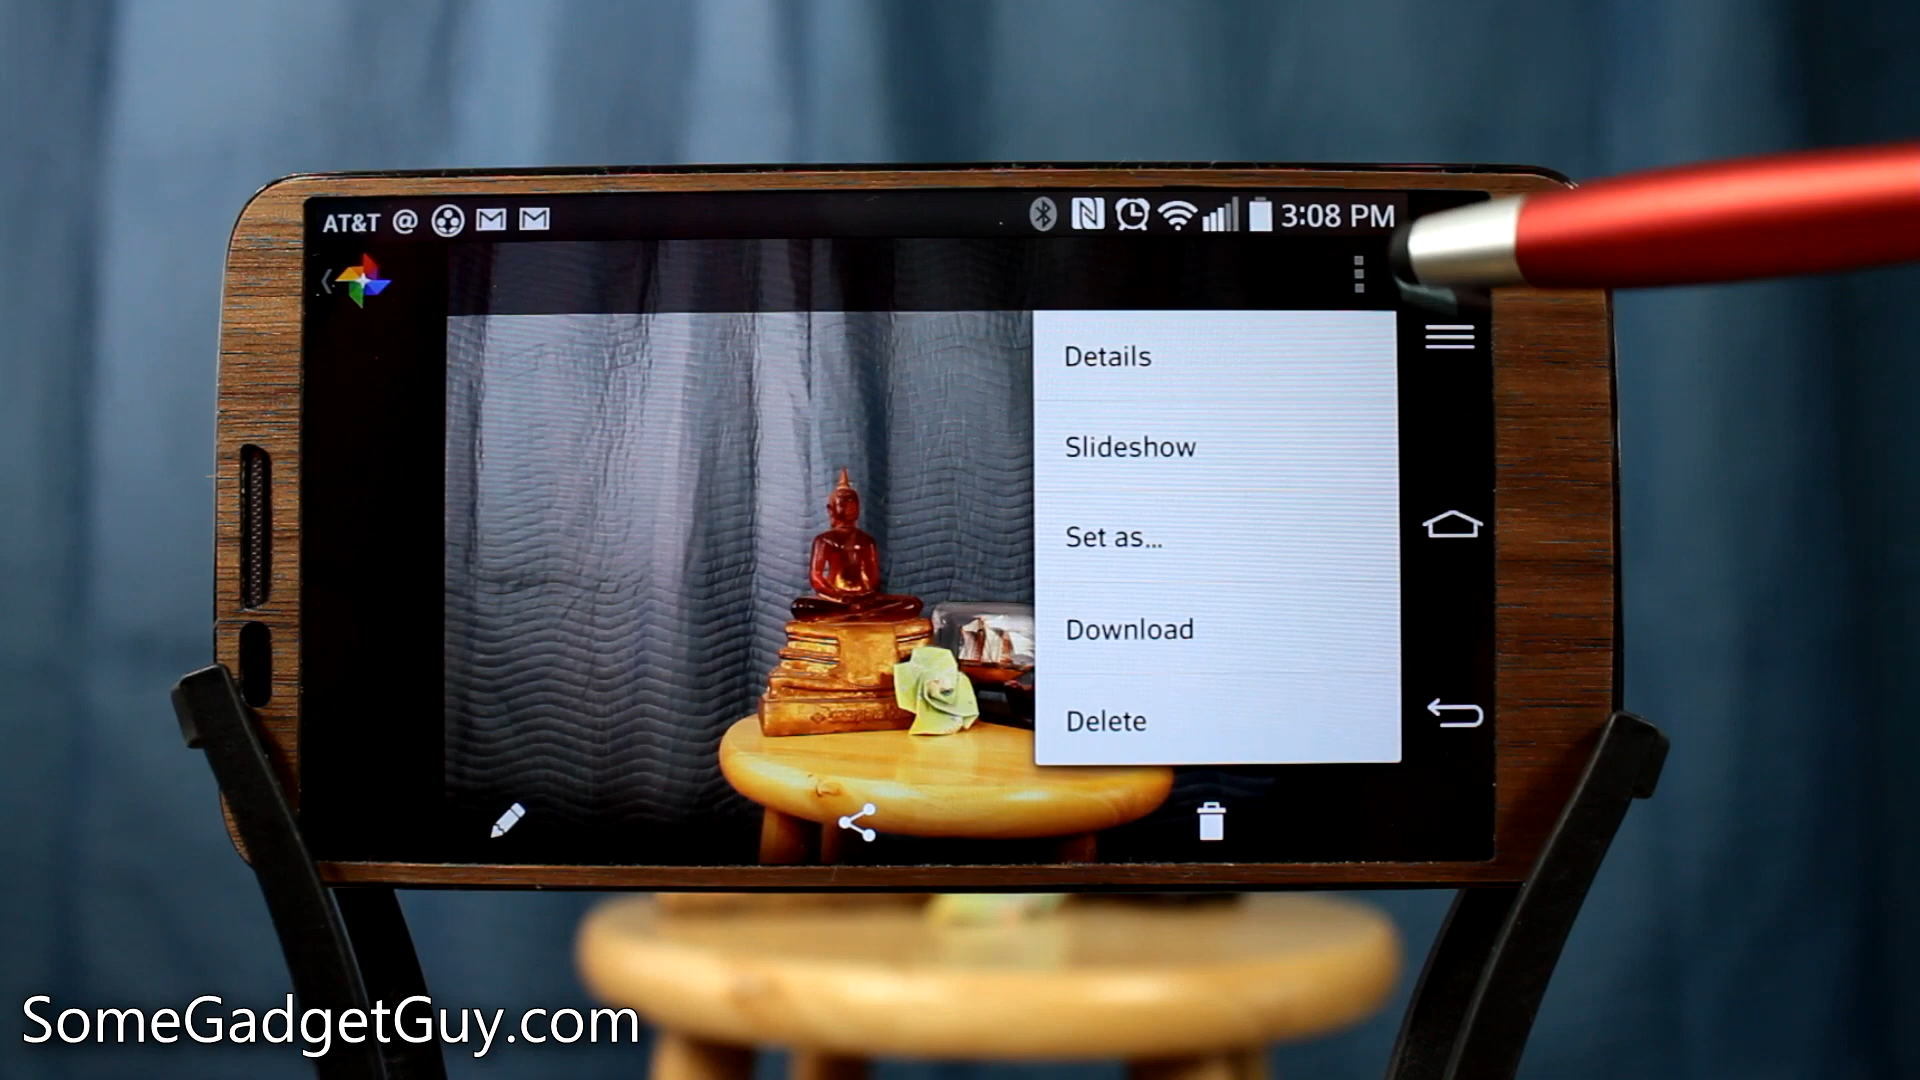 AT&T @ 3:08 PM
Details
Slideshow
Set as...
Download
Delete
SomeGadgetGuy.com